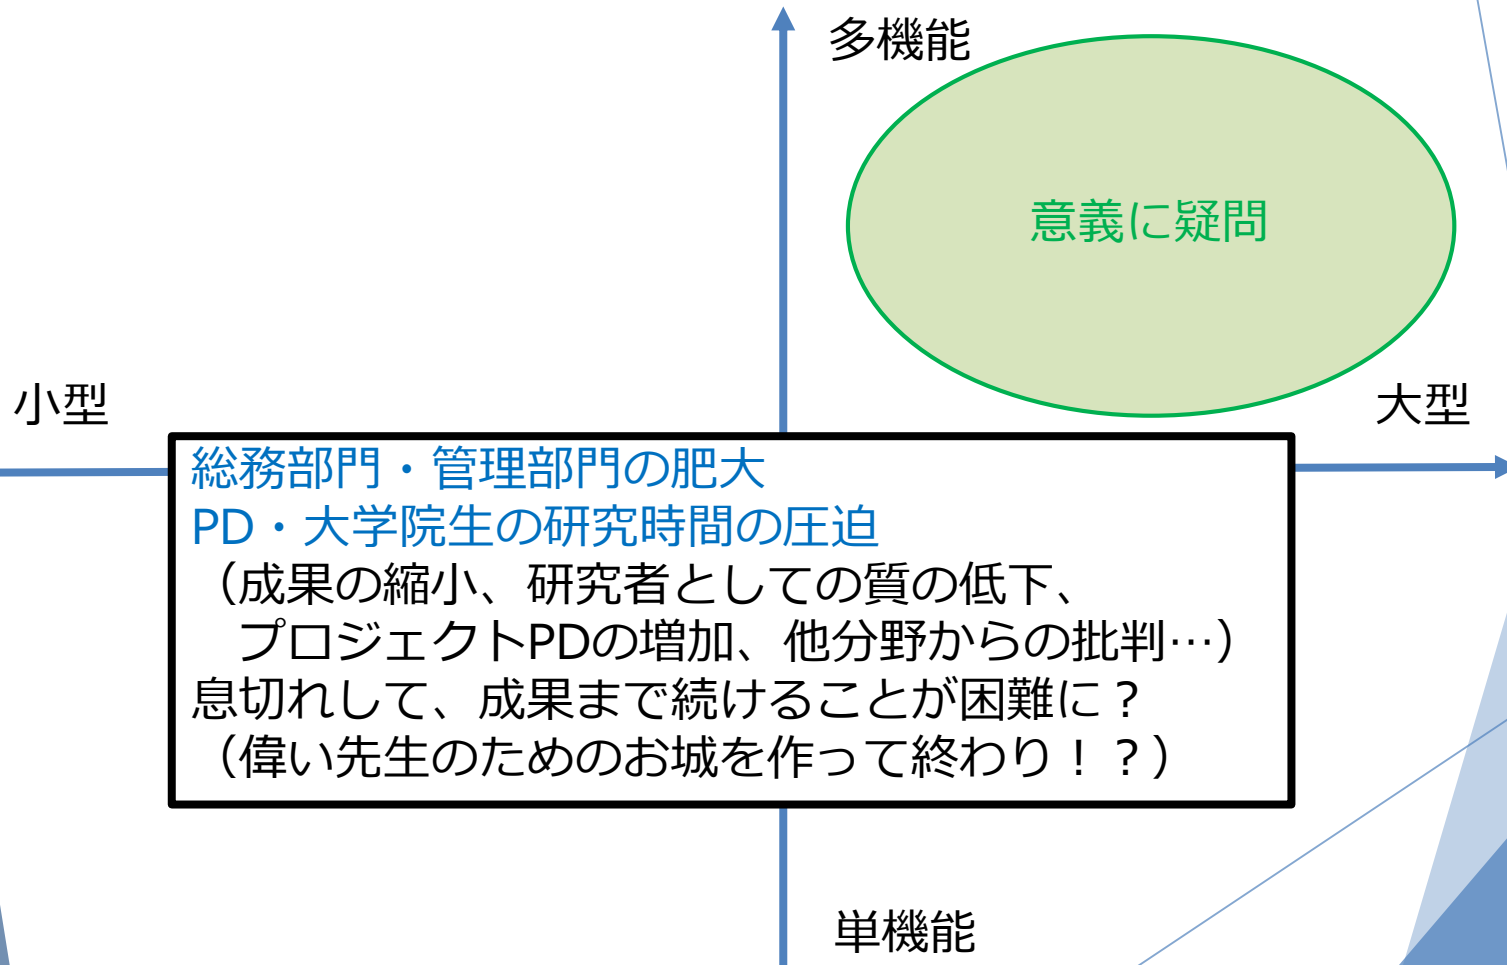 多機能
意義に疑問
小型
大型
総務部門・管理部門の肥大
PD・大学院生の研究時間の圧迫
（成果の縮小、研究者としての質の低下、
プロジェクトPDの増加、他分野からの批判…）
息切れして、成果まで続けることが困難に？
（偉い先生のためのお城を作って終わり！？）
単機能